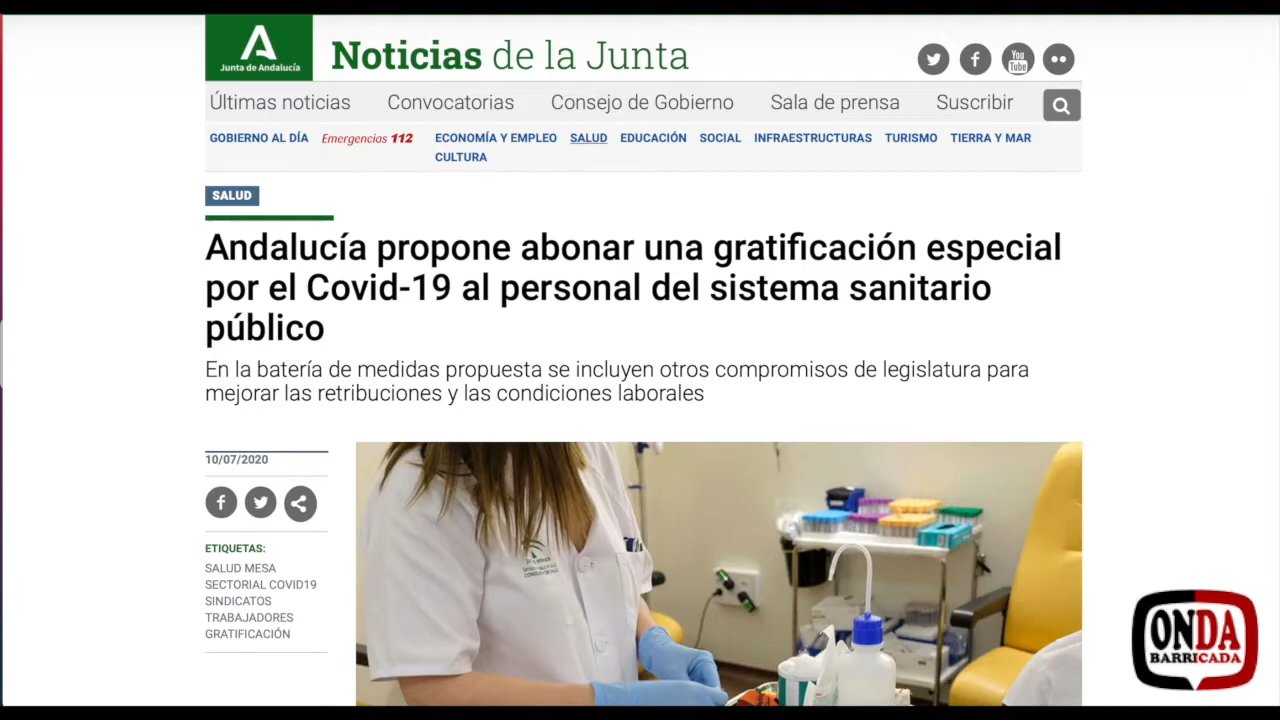 Junta de Andalucía
Noticias de la Junta
You
Tube
Últimas noticias Convocatorias Consejo de Gobierno Sala de prensa Suscribir
GOBIERNO AL DÍA Emergencias 112 ECONOMÍA Y EMPLEO SALUD EDUCACIÓN SOCIAL INFRAESTRUCTURAS TURISMO TIERRA Y MAR
CULTURA
SALUD
Andalucía propone abonar una gratificación especial
por el Covid-19 al personal del sistema sanitario
público
En la batería de medidas propuesta se incluyen otros compromisos de legislatura para
mejorar las retribuciones y las condiciones laborales
10/07/2020
ETIQUETAS:
SALUD MESA
SECTORIAL COVID19
SINDICATOS
TRABAJADORES
GRATIFICACIÓN
ONDA
BARRICADA